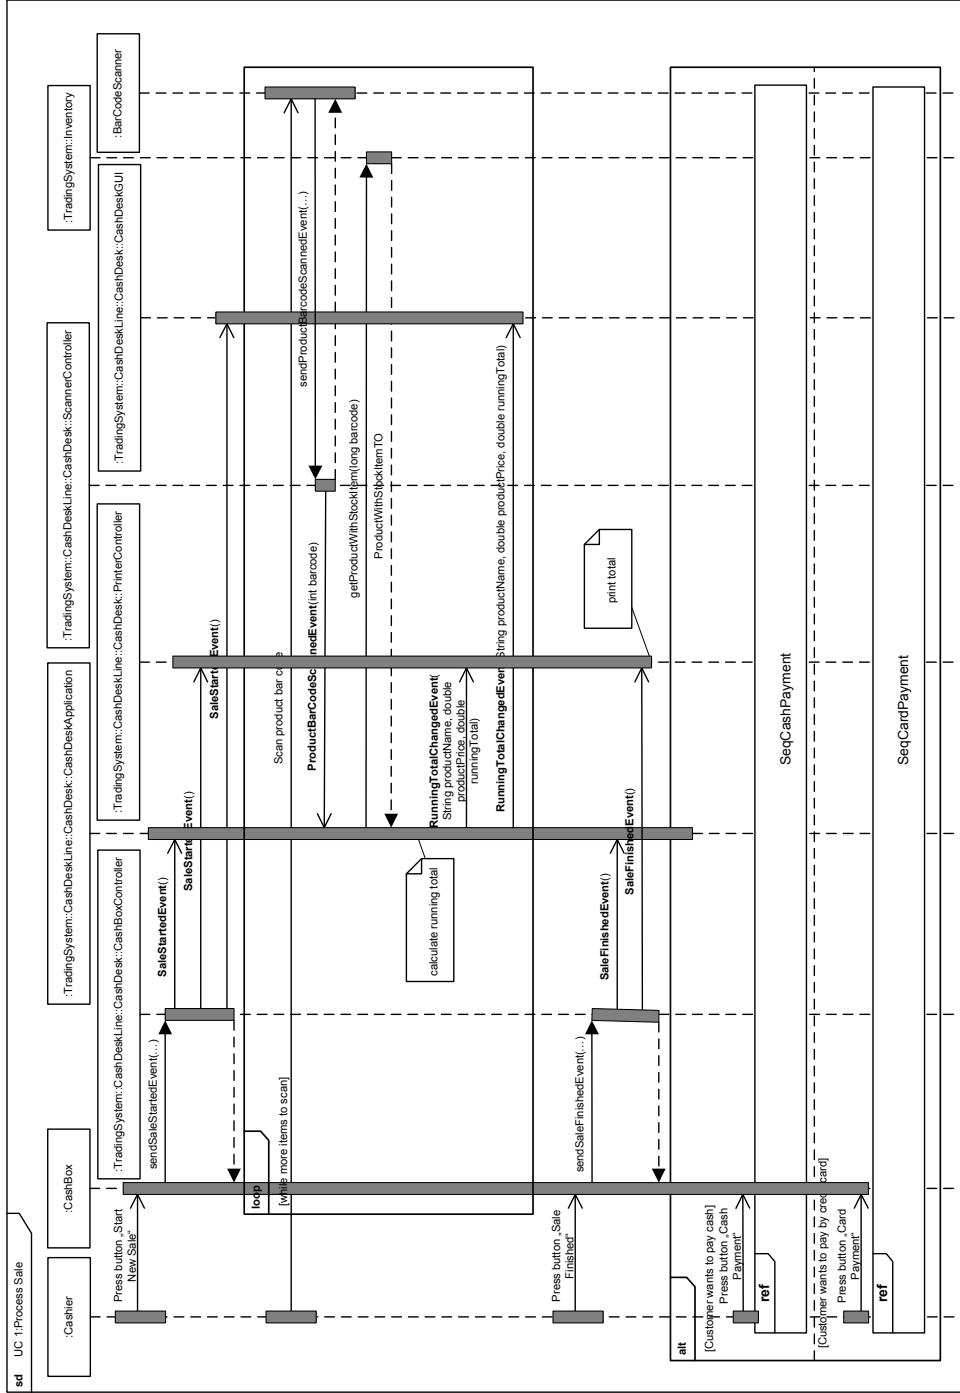 sd UC 1:Process Sale
:Cashier
:CashBox
:TradingSystem::CashDeskLine::CashDesk::CashDeskApplication
:TradingSystem::CashDeskLine::CashDesk::ScannerController
:TradingSystem::Inventory
:TradingSystem::CashDeskLine::CashDesk::CashBoxController
:TradingSystem::CashDeskLine::CashDesk::PrinterController
:TradingSystem::CashDeskLine::CashDesk::CashDeskGUI
:BarCodeScanner
Press button „Start
New Sale“
sendSaleStartedEvent(...)
SaleStartedEvent()
SaleStartedEvent()
SaleStartedEvent()
loop
[while more items to scan]
Scan product bar code
sendProductBarcodeScannedEvent(...)
ProductBarCodeScannedEvent(int barcode)
getProductWithStockItem(long barcode)
ProductWithStockItemTO
calculate running total
RunningTotalChangedEvent(
String productName, double
productPrice, double
runningTotal)
RunningTotalChangedEvent(String productName, double productPrice, double runningTotal)
Press button „Sale
Finished“
sendSaleFinishedEvent(...)
SaleFinishedEvent()
SaleFinishedEvent()
print total
alt
[Customer wants to pay cash]
Press button „Cash
Payment“
ref
SeqCashPayment
[Customer wants to pay by credit card]
Press button „Card
Payment“
ref
SeqCardPayment